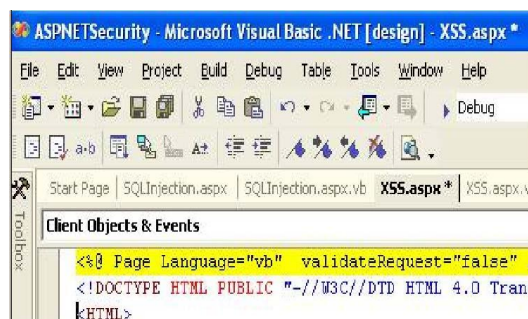 ASPNETSecurity - Microsoft Visual Basic .NET [design] - XSS.aspx *
File Edit View Project Build Debug Table Tools Window Help
Debug
Start Page SQLInjection.aspx SQLInjection.aspx.vb XSS.aspx * XSS.aspx.v
Toolbox
Client Objects & Events
<%@ Page Language="vb" validateRequest="false"
<!DOCTYPE HTML PUBLIC "-//W3C//DTD HTML 4.0 Tran
<HTML>